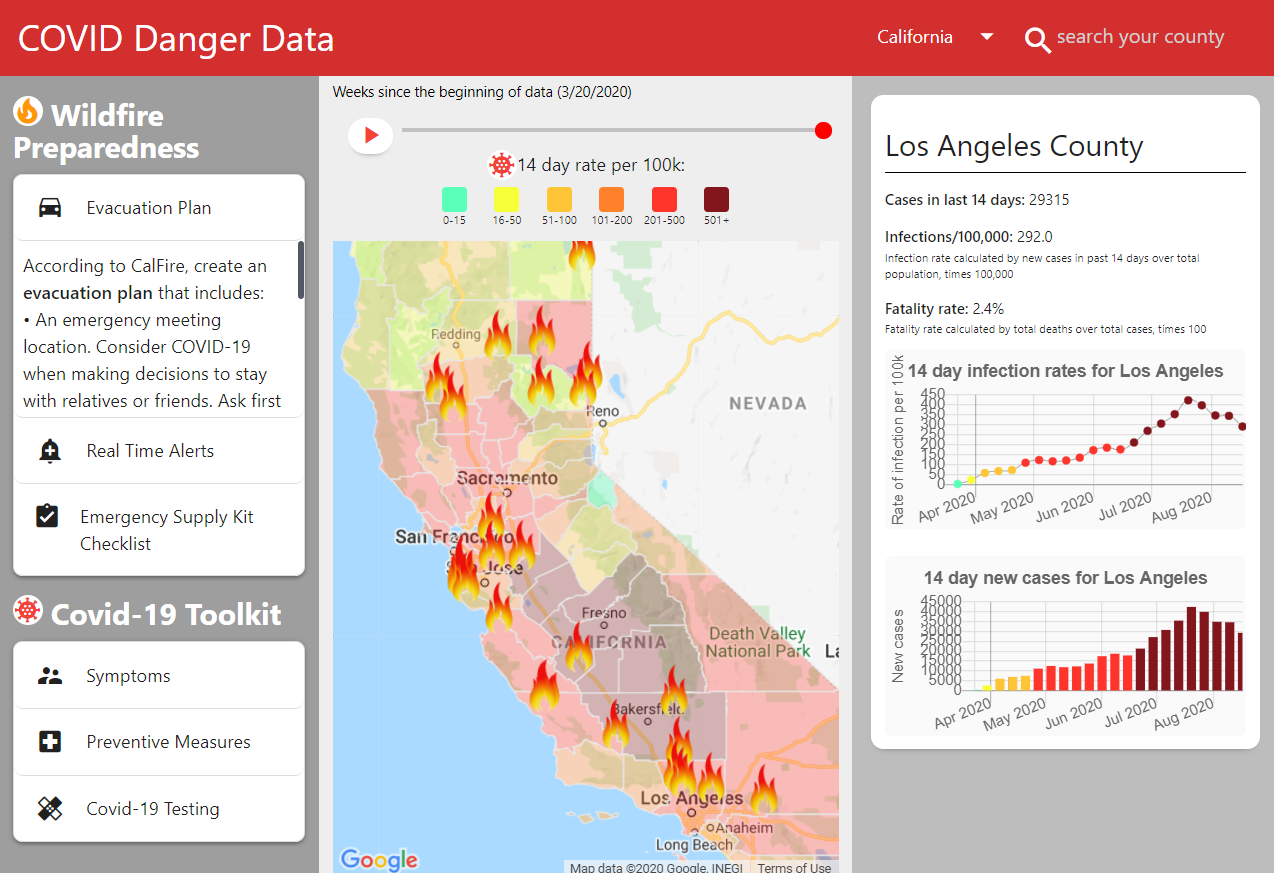 COVID Danger Data
California
search your county
Wildfire
Preparedness
Evacuation Plan
According to CalFire, create an
evacuation plan that includes:
• An emergency meeting
location. Consider COVID-19
when making decisions to stay
with relatives or friends. Ask first
Real Time Alerts
Emergency Supply Kit
Checklist
Covid-19 Toolkit
Symptoms
Preventive Measures
Covid-19 Testing
Weeks since the beginning of data (3/20/2020)
14 day rate per 100k:
0-15
16-50
51-100
101-200
201-500
501+
Redding
Reno
NEVADA
Sacramento
San Francisco
San Jose
Fresno
CALIFORNIA
Death Valley
National Park
La
Bakersfield
Los Angeles
Anaheim
Long Beach
Google
Map data ©2020 Google, INEGI
Terms of Use
Los Angeles County
Cases in last 14 days: 29315
Infections/100,000: 292.0
Infection rate calculated by new cases in past 14 days over total
population, times 100,000
Fatality rate: 2.4%
Fatality rate calculated by total deaths over total cases, times 100
14 day infection rates for Los Angeles
Rate of infection per 100k
450
400
350
300
250
200
150
100
50
0
Apr 2020
May 2020
Jun 2020
Jul 2020
Aug 2020
14 day new cases for Los Angeles
New cases
45000
40000
35000
30000
25000
20000
15000
10000
5000
0
Apr 2020
May 2020
Jun 2020
Jul 2020
Aug 2020